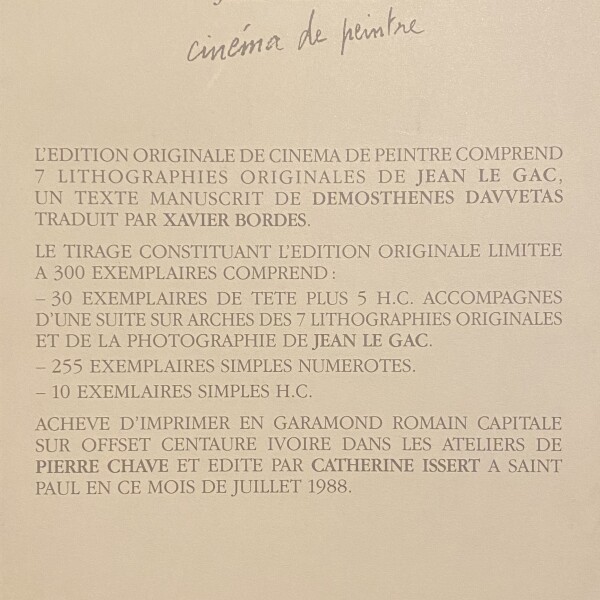 cinéma de peintre
L'EDITION ORIGINALE DE CINEMA DE PEINTRE COMPREND
7 LITHOGRAPHIES ORIGINALES DE JEAN LE GAC,
UN TEXTE MANUSCRIT DE DEMOSTHENES DAVVETAS
TRADUIT PAR XAVIER BORDES.
LE TIRAGE CONSTITUANT L'EDITION ORIGINALE LIMITEE
A 300 EXEMPLAIRES COMPREND :
– 30 EXEMPLAIRES DE TETE PLUS 5 H.C. ACCOMPAGNES
D'UNE SUITE SUR ARCHES DES 7 LITHOGRAPHIES ORIGINALES
ET DE LA PHOTOGRAPHIE DE JEAN LE GAC.
– 255 EXEMPLAIRES SIMPLES NUMEROTES.
– 10 EXEMLAIRES SIMPLES H.C.
ACHEVE D'IMPRIMER EN GARAMOND ROMAIN CAPITALE
SUR OFFSET CENTAURE IVOIRE DANS LES ATELIERS DE
PIERRE CHAVE ET EDITE PAR CATHERINE ISSERT A SAINT
PAUL EN CE MOIS DE JUILLET 1988.